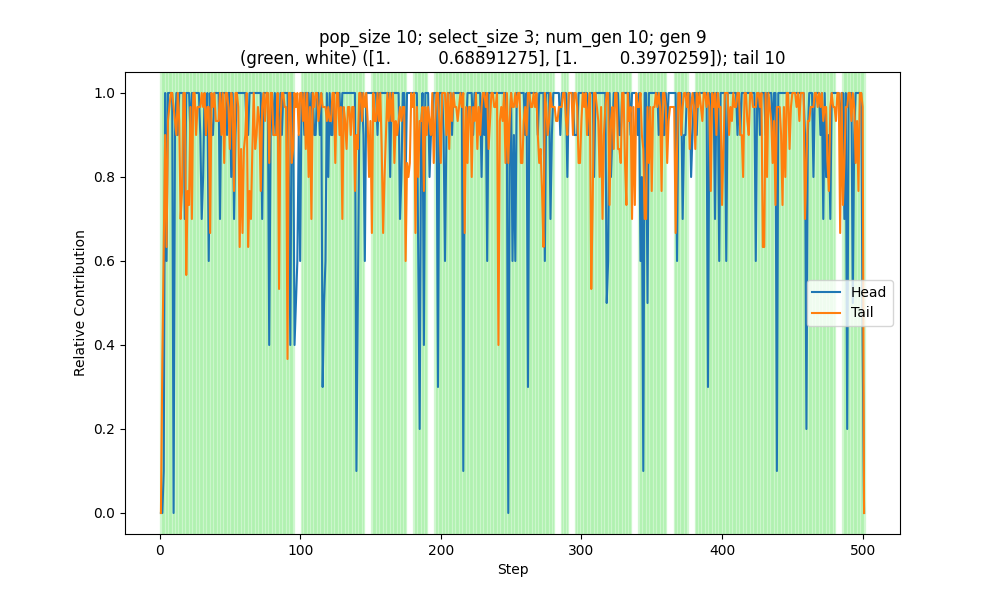 pop_size 10; select_size 3; num_gen 10; gen 9
(green, white) ([1.          0.68891275], [1.         0.3970259]); tail 10
1.0
0.8
0.6
0.4
0.2
0.0
Relative Contribution
Head
Tail
0 100 200 300 400 500
Step